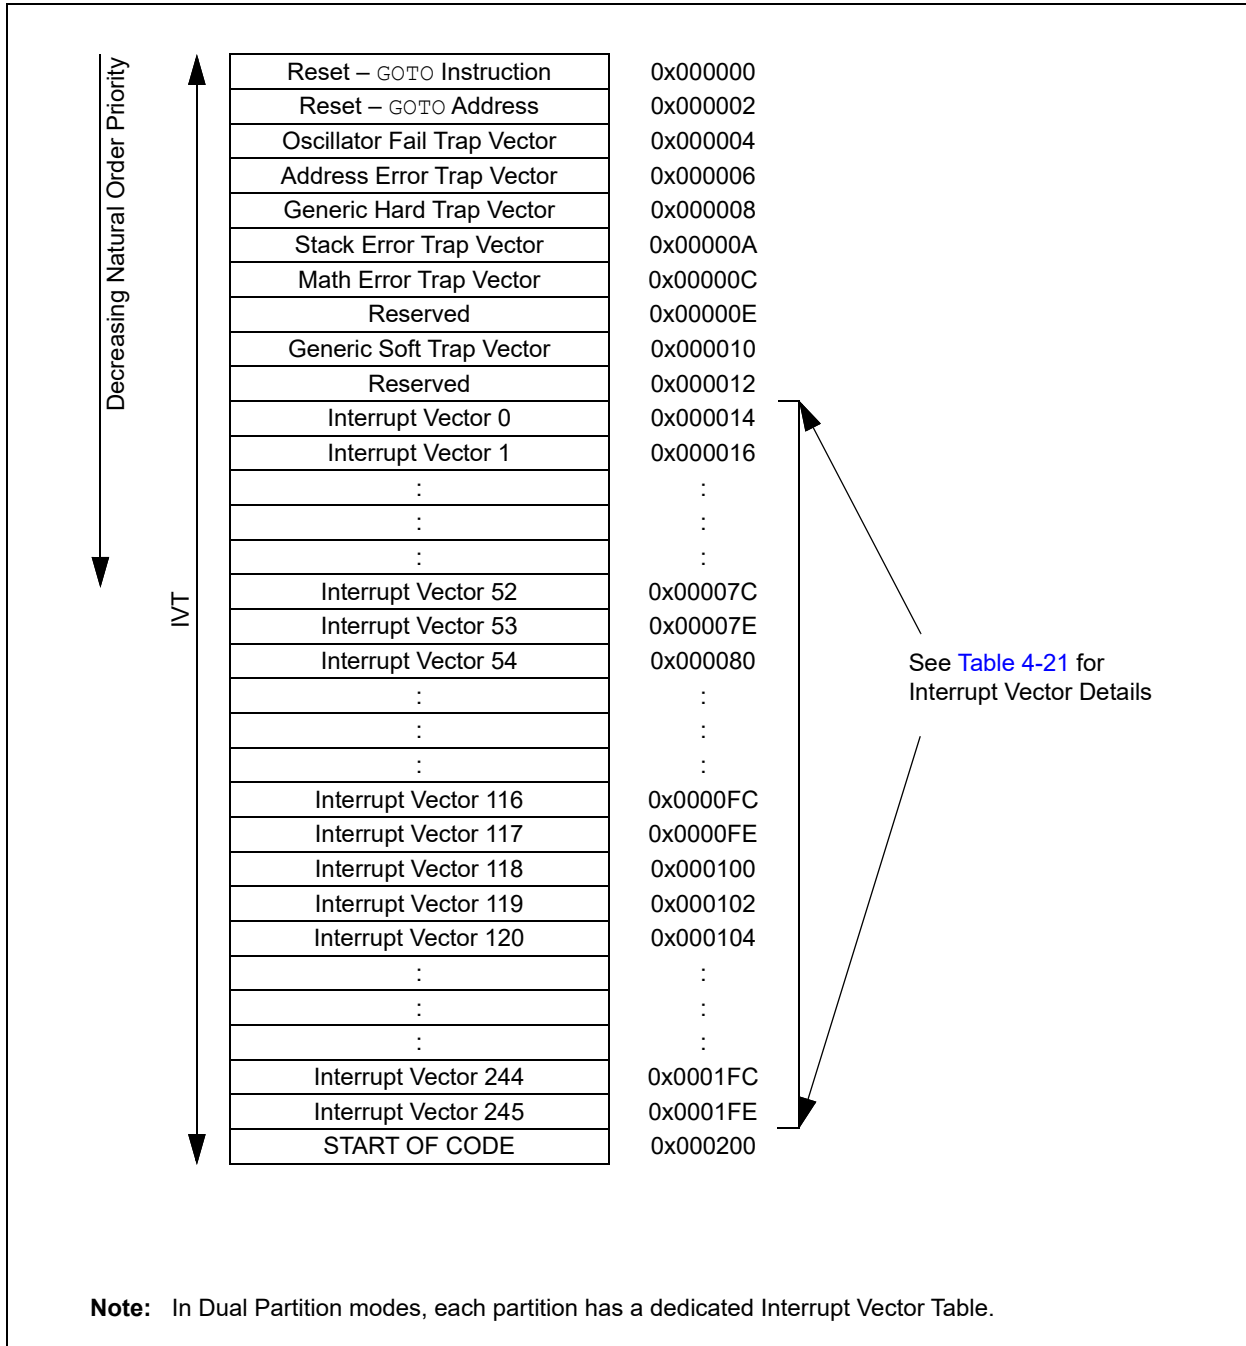 Decreasing Natural Order Priority
IVT
Reset – GOTO Instruction 0x000000
Reset – GOTO Address 0x000002
Oscillator Fail Trap Vector 0x000004
Address Error Trap Vector 0x000006
Generic Hard Trap Vector 0x000008
Stack Error Trap Vector 0x00000A
Math Error Trap Vector 0x00000C
Reserved 0x00000E
Generic Soft Trap Vector 0x000010
Reserved 0x000012
Interrupt Vector 0 0x000014
Interrupt Vector 1 0x000016
: :
: :
: :
Interrupt Vector 52 0x00007C
Interrupt Vector 53 0x00007E
Interrupt Vector 54 0x000080
: :
: :
: :
Interrupt Vector 116 0x0000FC
Interrupt Vector 117 0x0000FE
Interrupt Vector 118 0x000100
Interrupt Vector 119 0x000102
Interrupt Vector 120 0x000104
: :
: :
: :
Interrupt Vector 244 0x0001FC
Interrupt Vector 245 0x0001FE
START OF CODE 0x000200
See Table 4-21 for
Interrupt Vector Details
Note: In Dual Partition modes, each partition has a dedicated Interrupt Vector Table.